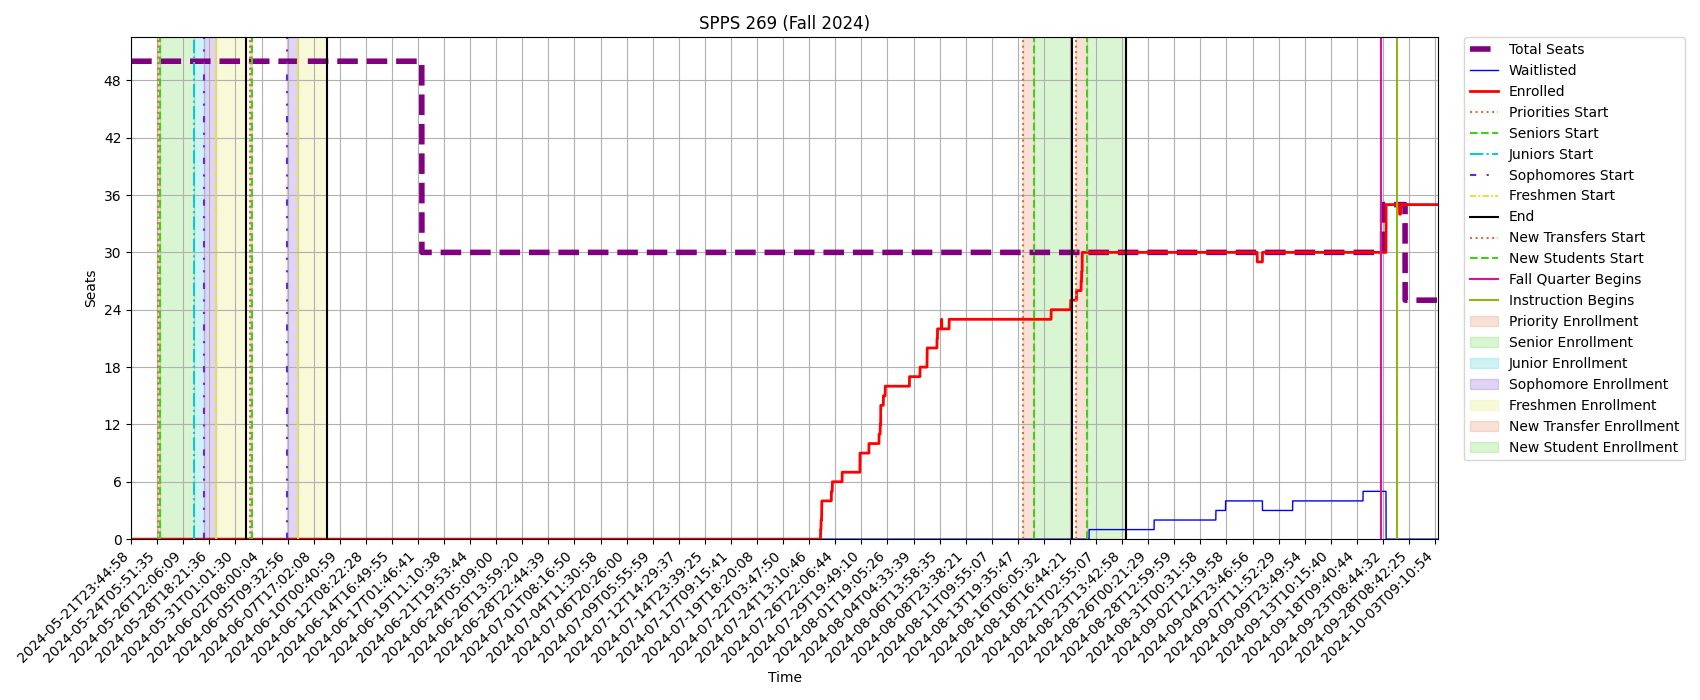 SPPS 269 (Fall 2024)
Seats
48
42
36
30
24
18
12
6
0
2024-05-21T23:44:58
2024-05-24T05:51:35
2024-05-26T12:06:09
2024-05-28T18:21:36
2024-05-31T01:01:30
2024-06-02T08:00:04
2024-06-05T09:32:56
2024-06-07T17:02:08
2024-06-10T00:40:59
2024-06-12T08:22:28
2024-06-14T16:49:55
2024-06-17T01:46:41
2024-06-19T11:10:38
2024-06-21T19:53:44
2024-06-24T05:09:00
2024-06-26T13:59:20
2024-06-28T22:44:39
2024-07-01T08:16:50
2024-07-04T11:30:58
2024-07-06T20:26:00
2024-07-09T05:55:59
2024-07-12T14:29:37
2024-07-14T23:39:25
2024-07-17T09:15:41
2024-07-19T18:20:08
2024-07-22T03:47:50
2024-07-24T13:10:46
2024-07-26T22:06:44
2024-07-29T19:49:10
2024-08-01T19:05:26
2024-08-04T04:33:39
2024-08-06T13:58:35
2024-08-08T23:38:21
2024-08-11T09:55:07
2024-08-13T19:35:47
2024-08-16T06:05:32
2024-08-18T16:44:21
2024-08-21T02:55:07
2024-08-23T13:42:58
2024-08-26T01:21:29
2024-08-28T12:59:59
2024-08-31T00:31:58
2024-09-02T12:19:58
2024-09-04T23:46:56
2024-09-07T11:52:29
2024-09-09T23:49:54
2024-09-13T10:15:40
2024-09-18T09:40:44
2024-09-23T08:44:32
2024-09-28T08:42:25
2024-10-03T09:10:54
Time
Total Seats
Waitlisted
Enrolled
Priorities Start
Seniors Start
Juniors Start
Sophomores Start
Freshmen Start
End
New Transfers Start
New Students Start
Fall Quarter Begins
Instruction Begins
Priority Enrollment
Senior Enrollment
Junior Enrollment
Sophomore Enrollment
Freshmen Enrollment
New Transfer Enrollment
New Student Enrollment